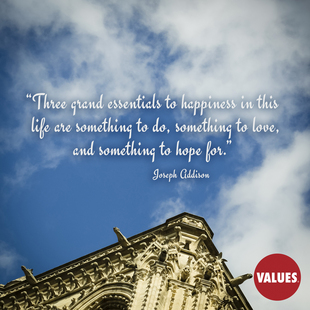 “Three grand essentials to happiness in this
life are something to do, something to love,
and something to hope for.”
Joseph Addison
VALUES.